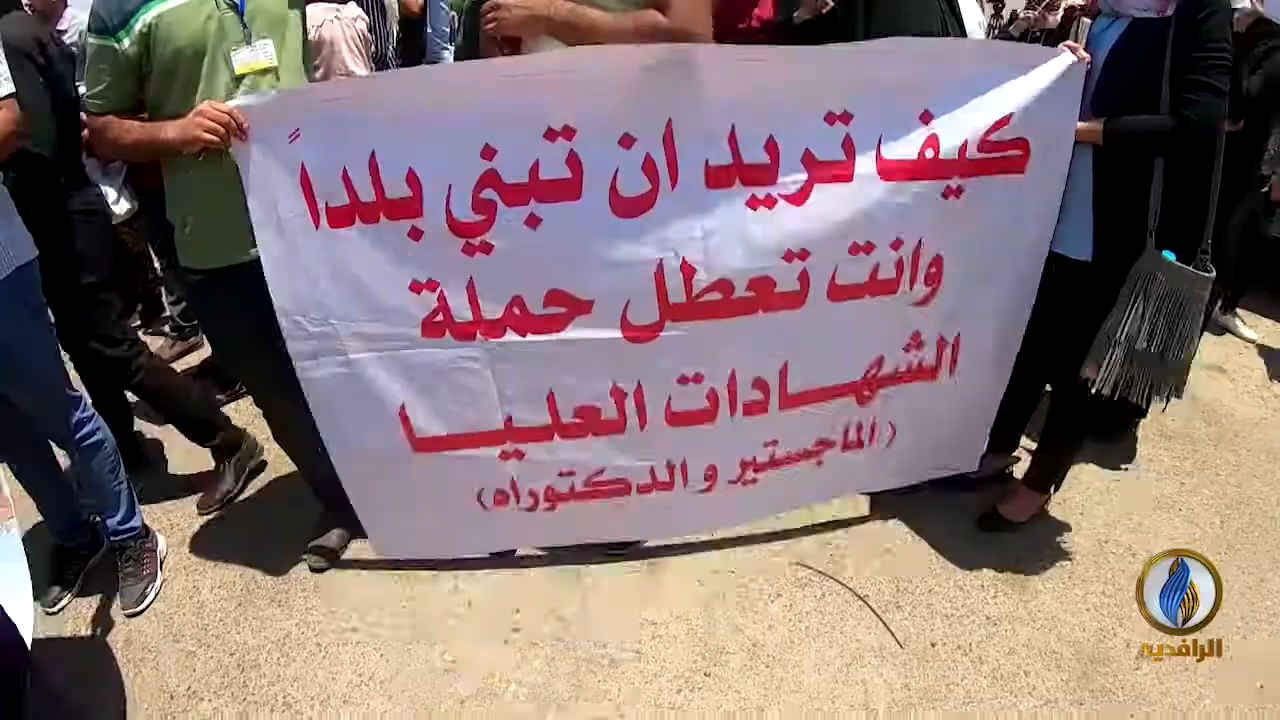 كيف تريد ان تبني بلداً
وانت تعطل حملة
الشهادات العليا
(الماجستير والدكتوراه)
الرافدين